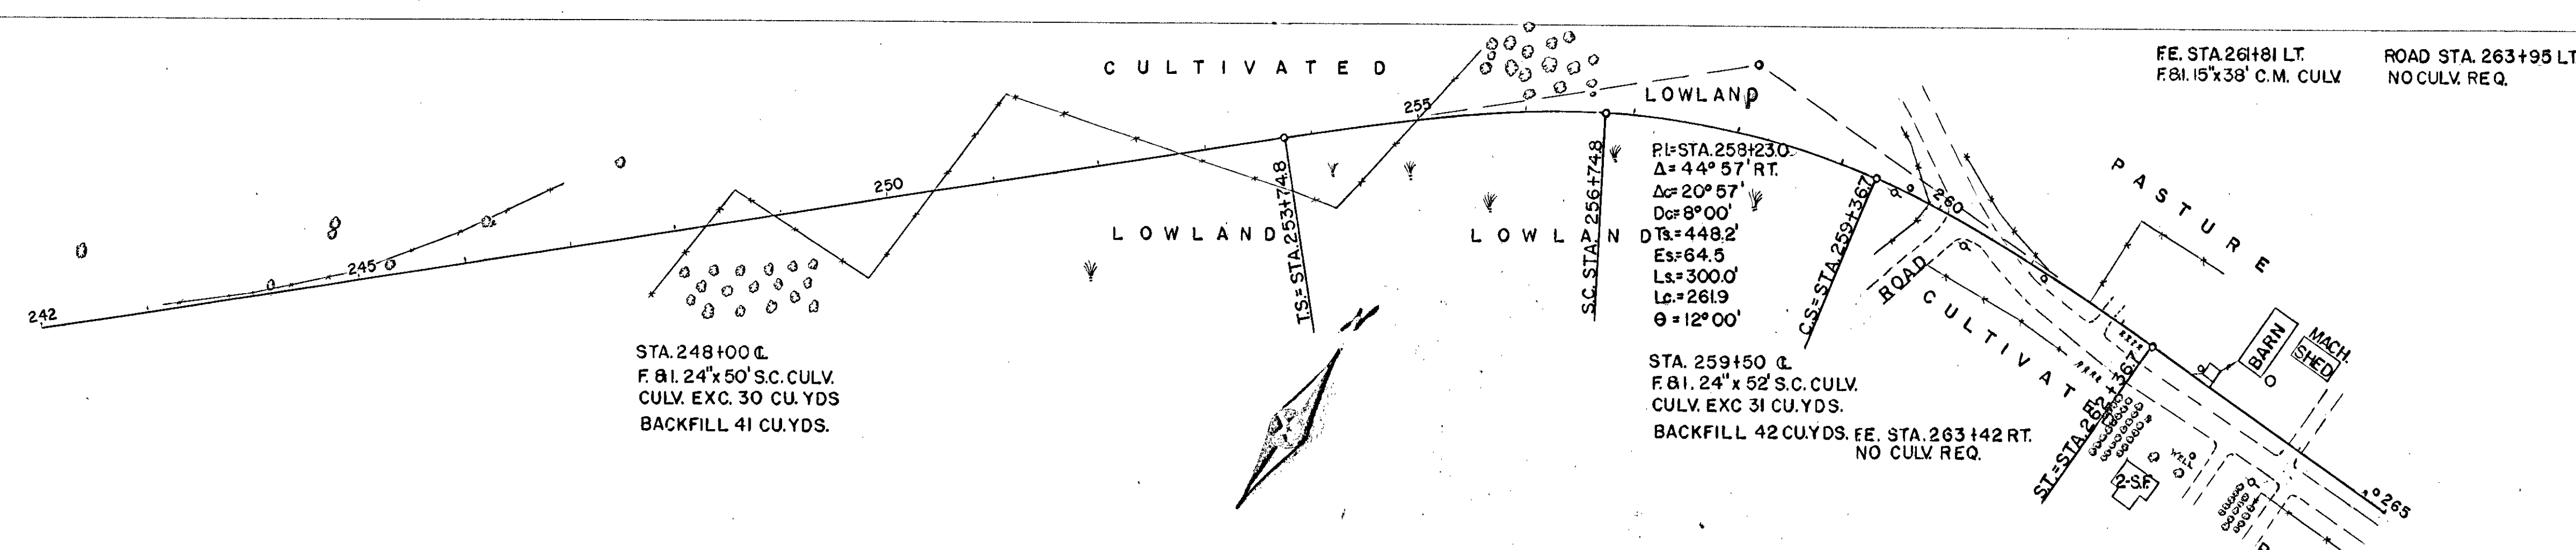 F.E. STA. 261+81 LT.
F.&I. 15"x38' C.M. CULV.
ROAD STA. 263+95 LT.
NO CULV. REQ.
CULTIVATED
LOWLAND
PASTURE
242
245
250
255
260
265
LOWLAND
LOWLAND
T.S.=STA.253+74.8
S.C. STA. 256+74.8
C.S.=STA.259+36.7
S.T.=STA.262+36.7
P.I.=STA.258+23.0
Δ=44°57' RT.
Δc=20°57'
Dc=8°00'
Ts.=448.2'
Es.=64.5
Ls.=300.0'
Lc.=261.9
Θ=12°00'
ROAD
CULTIVATED
BARN
MACH.
SHED
WELL
2-S.F.
N
STA. 248+00 ℄
F. &I. 24"x 50' S.C. CULV.
CULV. EXC. 30 CU. YDS
BACKFILL 41 CU.YDS.
STA. 259+50 ℄
F.&I. 24"x 52' S.C. CULV.
CULV. EXC 31 CU.YDS.
BACKFILL 42 CU.YDS.
F.E. STA. 263+42 RT.
NO CULV. REQ.